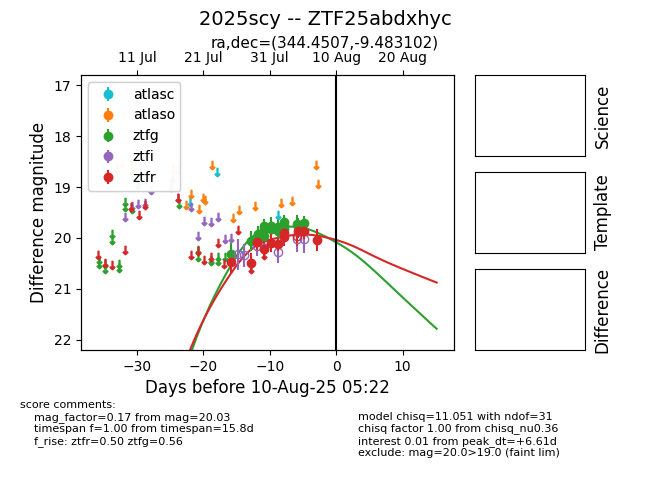 2025scy -- ZTF25abdxhyc
ra,dec=(344.4507,-9.483102)
11 Jul 21 Jul 31 Jul 10 Aug 20 Aug
17
18
19
20
21
22
Difference magnitude
atlasc
atlaso
ztfg
ztfi
ztfr
−30 −20 −10 0 10
Days before 10-Aug-25 05:22
Science
Template
Difference
score comments:
mag_factor=0.17 from mag=20.03
timespan f=1.00 from timespan=15.8d
f_rise: ztfr=0.50 ztfg=0.56
model chisq=11.051 with ndof=31
chisq factor 1.00 from chisq_nu0.36
interest 0.01 from peak_dt=+6.61d
exclude: mag=20.0>19.0 (faint lim)